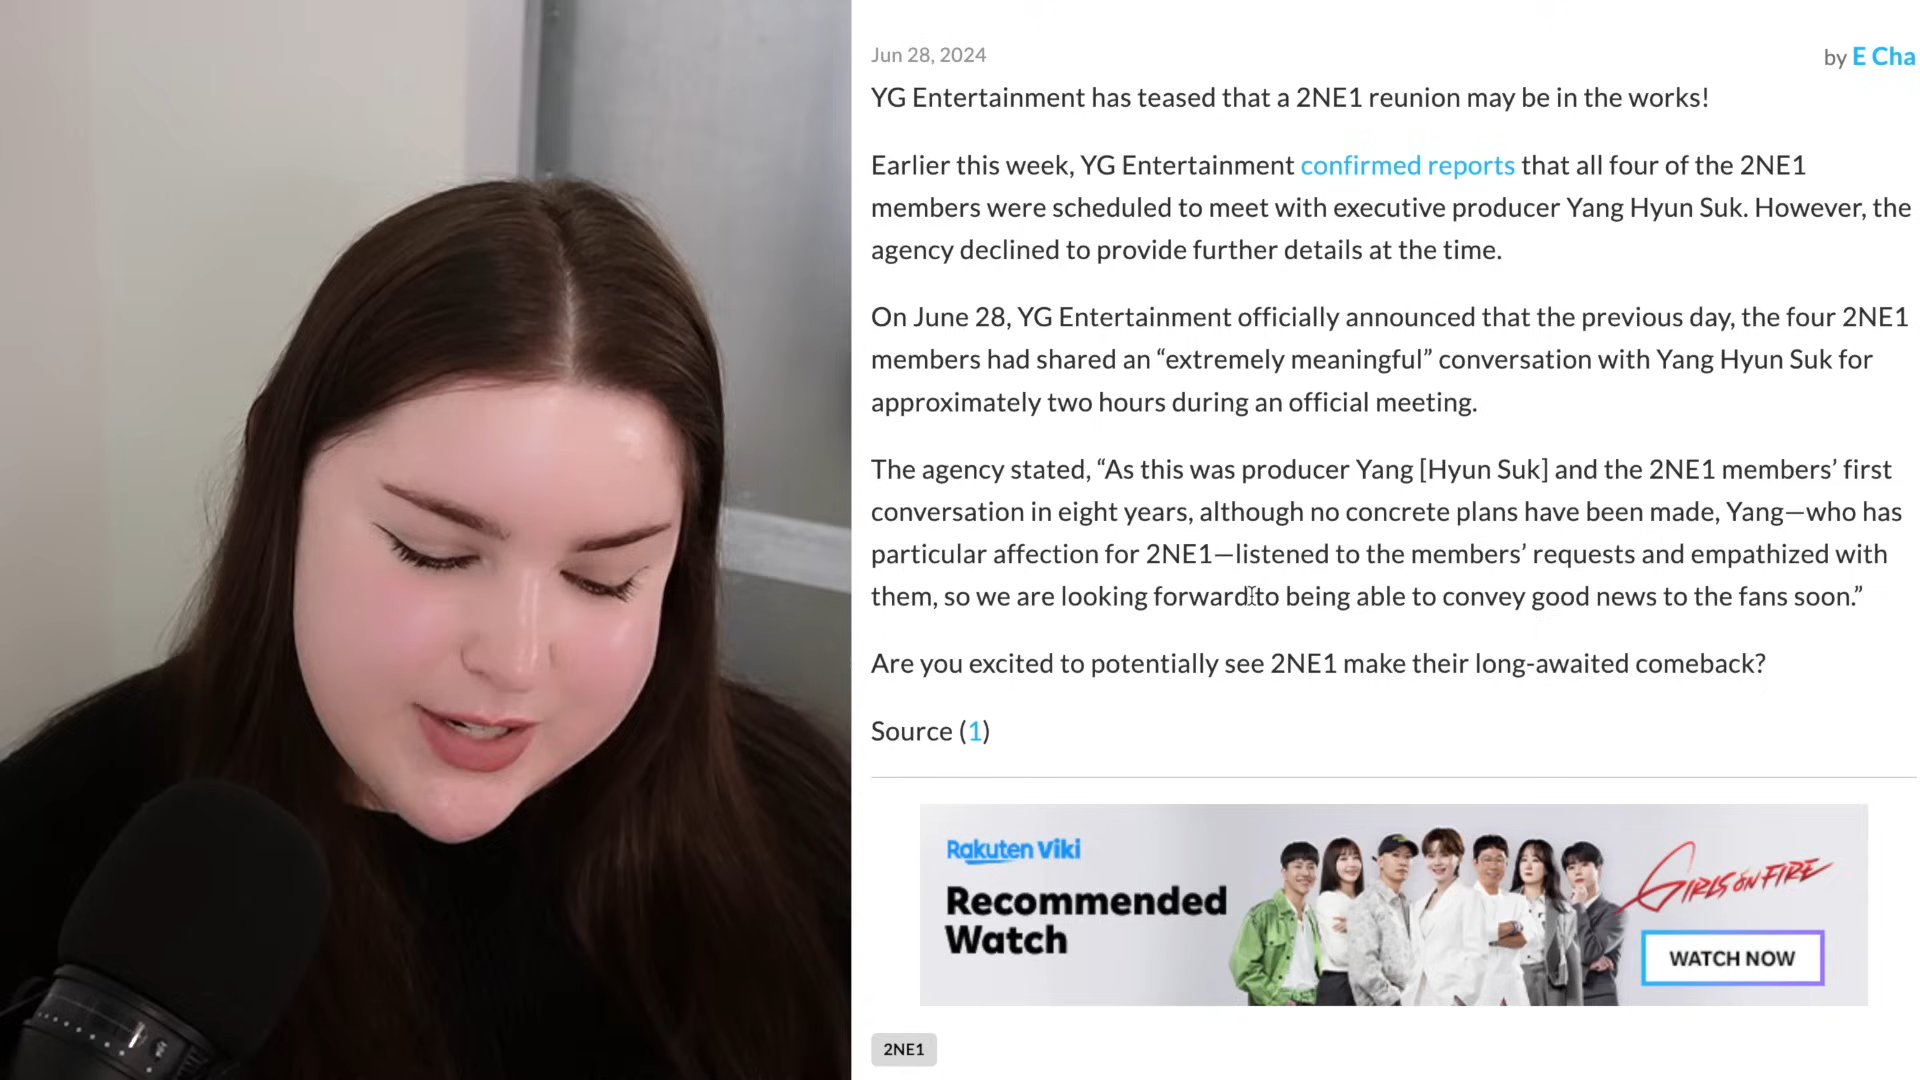 Jun 28, 2024
by E Cha
YG Entertainment has teased that a 2NE1 reunion may be in the works!
Earlier this week, YG Entertainment confirmed reports that all four of the 2NE1
members were scheduled to meet with executive producer Yang Hyun Suk. However, the
agency declined to provide further details at the time.
On June 28, YG Entertainment officially announced that the previous day, the four 2NE1
members had shared an “extremely meaningful” conversation with Yang Hyun Suk for
approximately two hours during an official meeting.
The agency stated, “As this was producer Yang [Hyun Suk] and the 2NE1 members’ first
conversation in eight years, although no concrete plans have been made, Yang—who has
particular affection for 2NE1—listened to the members’ requests and empathized with
them, so we are looking forward to being able to convey good news to the fans soon.”
Are you excited to potentially see 2NE1 make their long-awaited comeback?
Source (1)
Rakuten Viki
Recommended
Watch
GIRLS ON FIRE
WATCH NOW
2NE1